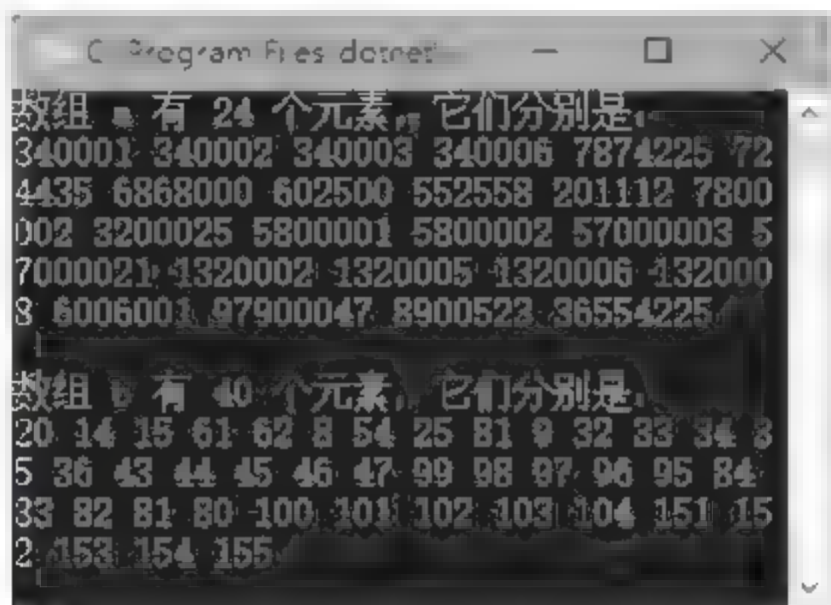 C Program Files dotnet
数组 a 有 24 个元素, 它们分别是:
340001 340002 340003 340006 7874225 72
4435 6868000 602500 552558 201112 7800
002 3200025 5800001 5800002 57000003 5
7000021 1320002 1320005 1320006 132000
8 6006001 97900047 8900523 36554225
数组 b 有 40 个元素, 它们分别是:
20 14 15 61 62 8 54 25 81 9 32 33 34 3
5 36 43 44 45 46 47 99 98 97 96 95 84
83 82 81 80 100 101 102 103 104 151 15
2 153 154 155